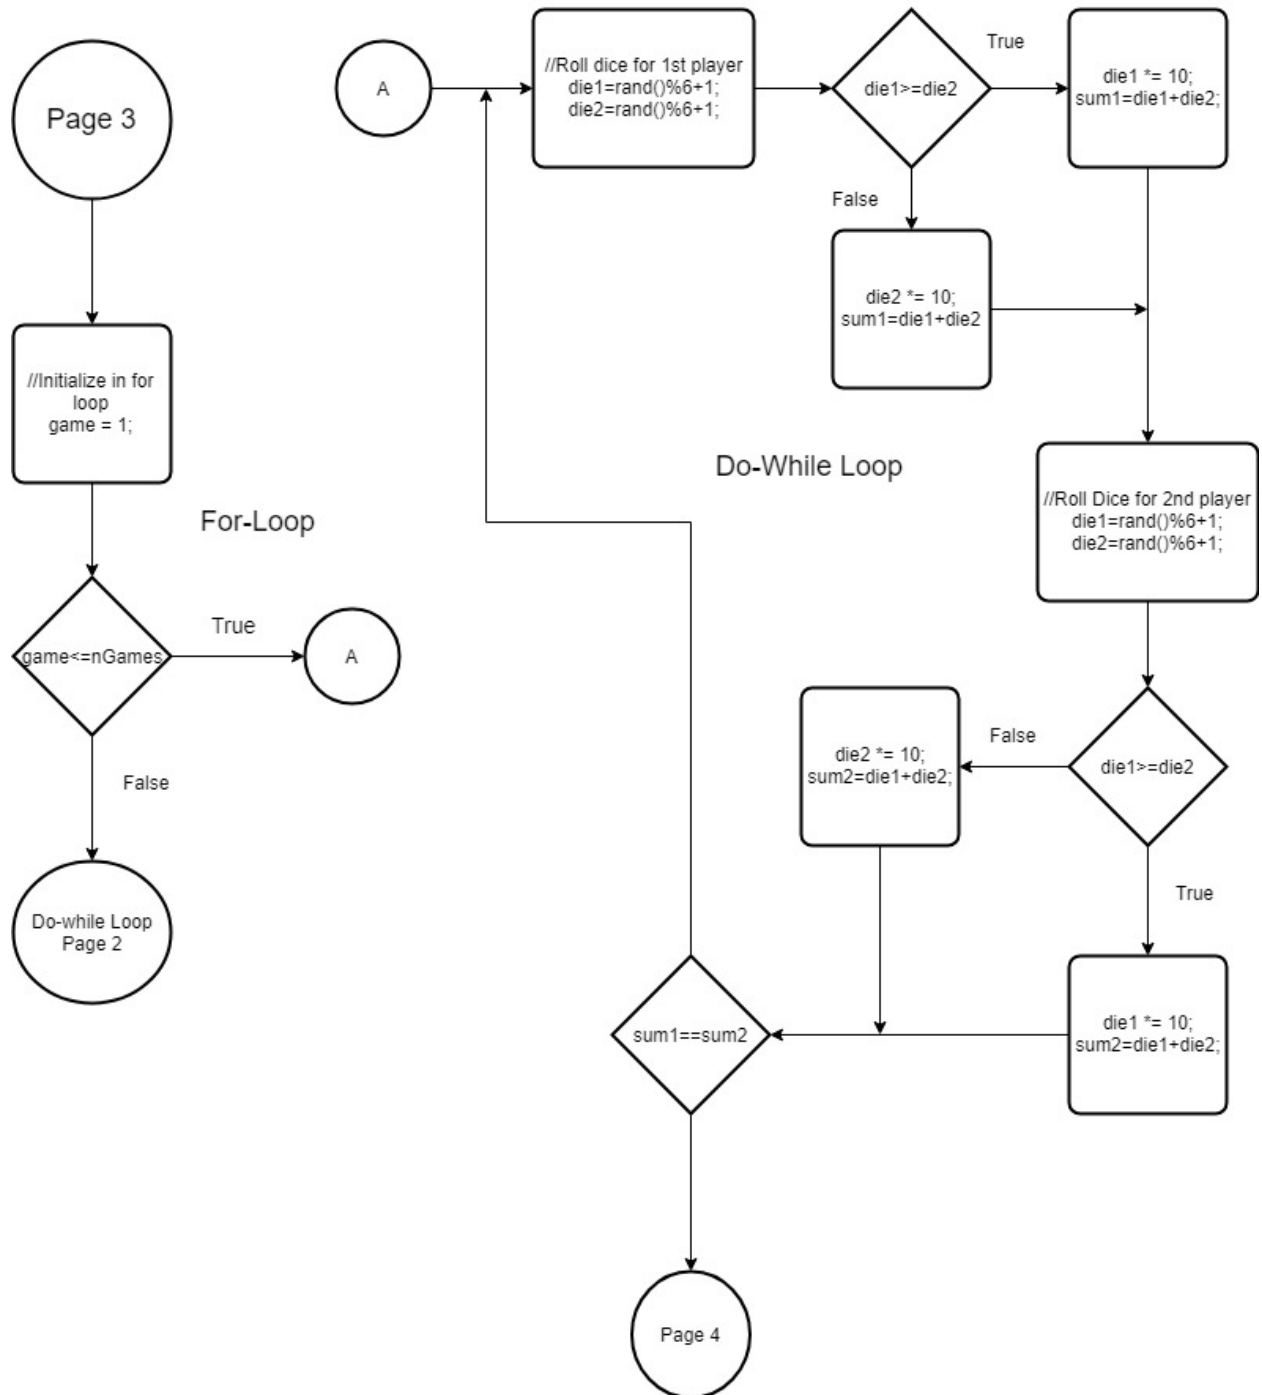 Page 3
//Initialize in for
loop
game = 1;
For-Loop
game<=nGames
True
A
False
Do-while Loop
Page 2
A
//Roll dice for 1st player
die1=rand()%6+1;
die2=rand()%6+1;
die1>=die2
True
die1 *= 10;
sum1=die1+die2;
False
die2 *= 10;
sum1=die1+die2
Do-While Loop
//Roll Dice for 2nd player
die1=rand()%6+1;
die2=rand()%6+1;
die1>=die2
False
die2 *= 10;
sum2=die1+die2;
True
die1 *= 10;
sum2=die1+die2;
sum1==sum2
Page 4